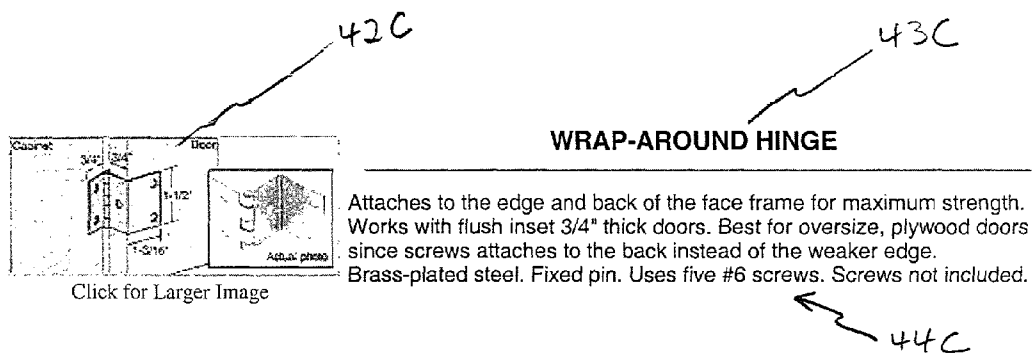 42C
43C
WRAP-AROUND HINGE
Cabinet
Door
3/4" 3/4"
1-1/2"
1-3/16"
Actual photo
Click for Larger Image
Attaches to the edge and back of the face frame for maximum strength.
Works with flush inset 3/4" thick doors. Best for oversize, plywood doors
since screws attaches to the back instead of the weaker edge.
Brass-plated steel. Fixed pin. Uses five #6 screws. Screws not included.
44C